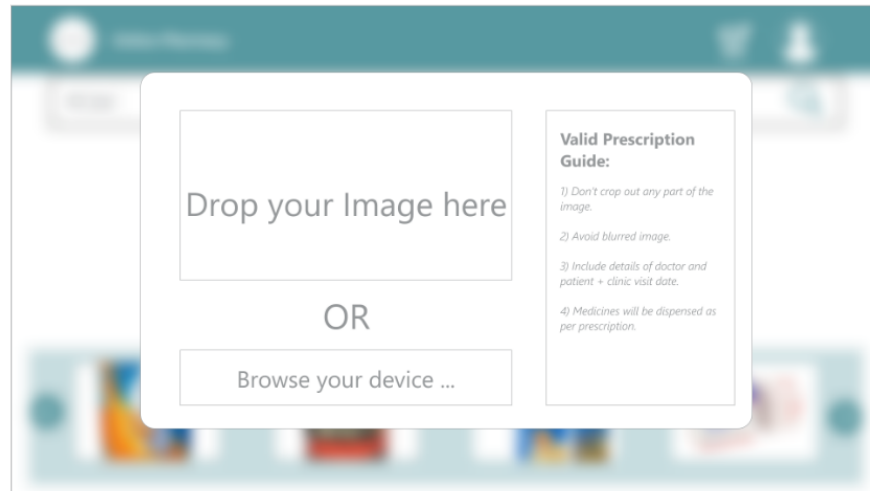 Drop your Image here
OR
Browse your device ...
Valid Prescription
Guide:
1) Don't crop out any part of the
image.
2) Avoid blurred image.
3) Include details of doctor and
patient + clinic visit date.
4) Medicines will be dispensed as
per prescription.